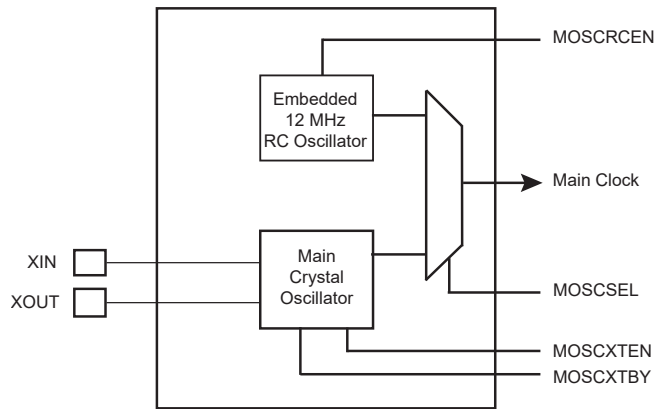 MOSCRCEN
Embedded
12 MHz
RC Oscillator
Main Clock
XIN
Main
Crystal
Oscillator
XOUT
MOSCSEL
MOSCXTEN
MOSCXTBY